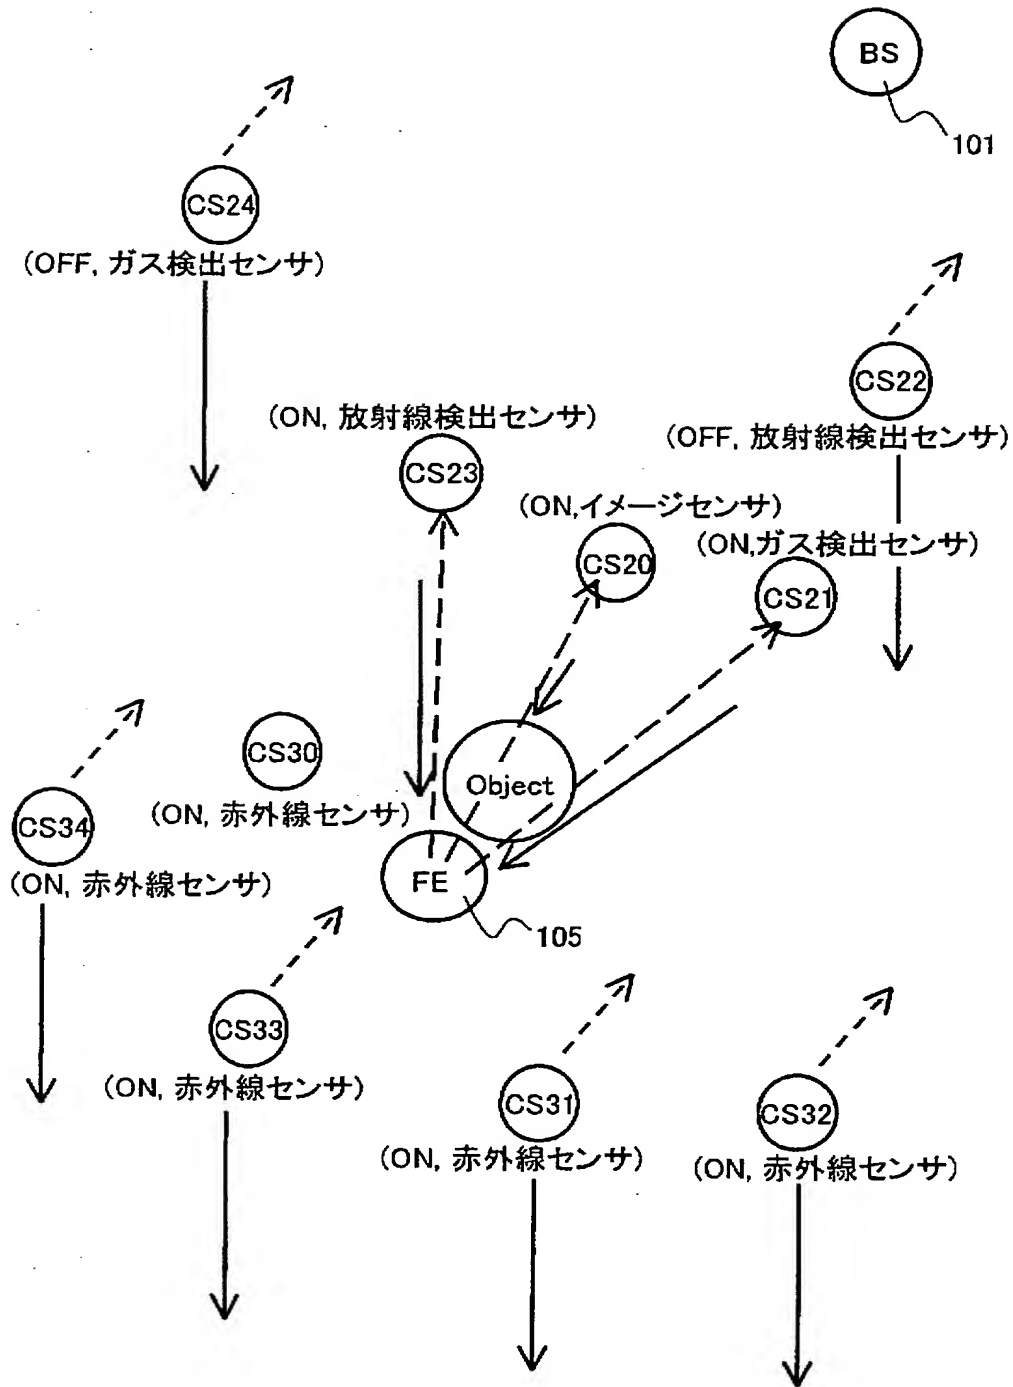 BS
101
CS24
(OFF, ガス検出センサ)
CS22
(OFF, 放射線検出センサ)
(ON, 放射線検出センサ)
CS23
(ON,イメージセンサ)
CS20
(ON,ガス検出センサ)
CS21
CS30
(ON, 赤外線センサ)
Object
CS34
(ON, 赤外線センサ)
FE
105
CS33
(ON, 赤外線センサ)
CS31
(ON, 赤外線センサ)
CS32
(ON, 赤外線センサ)